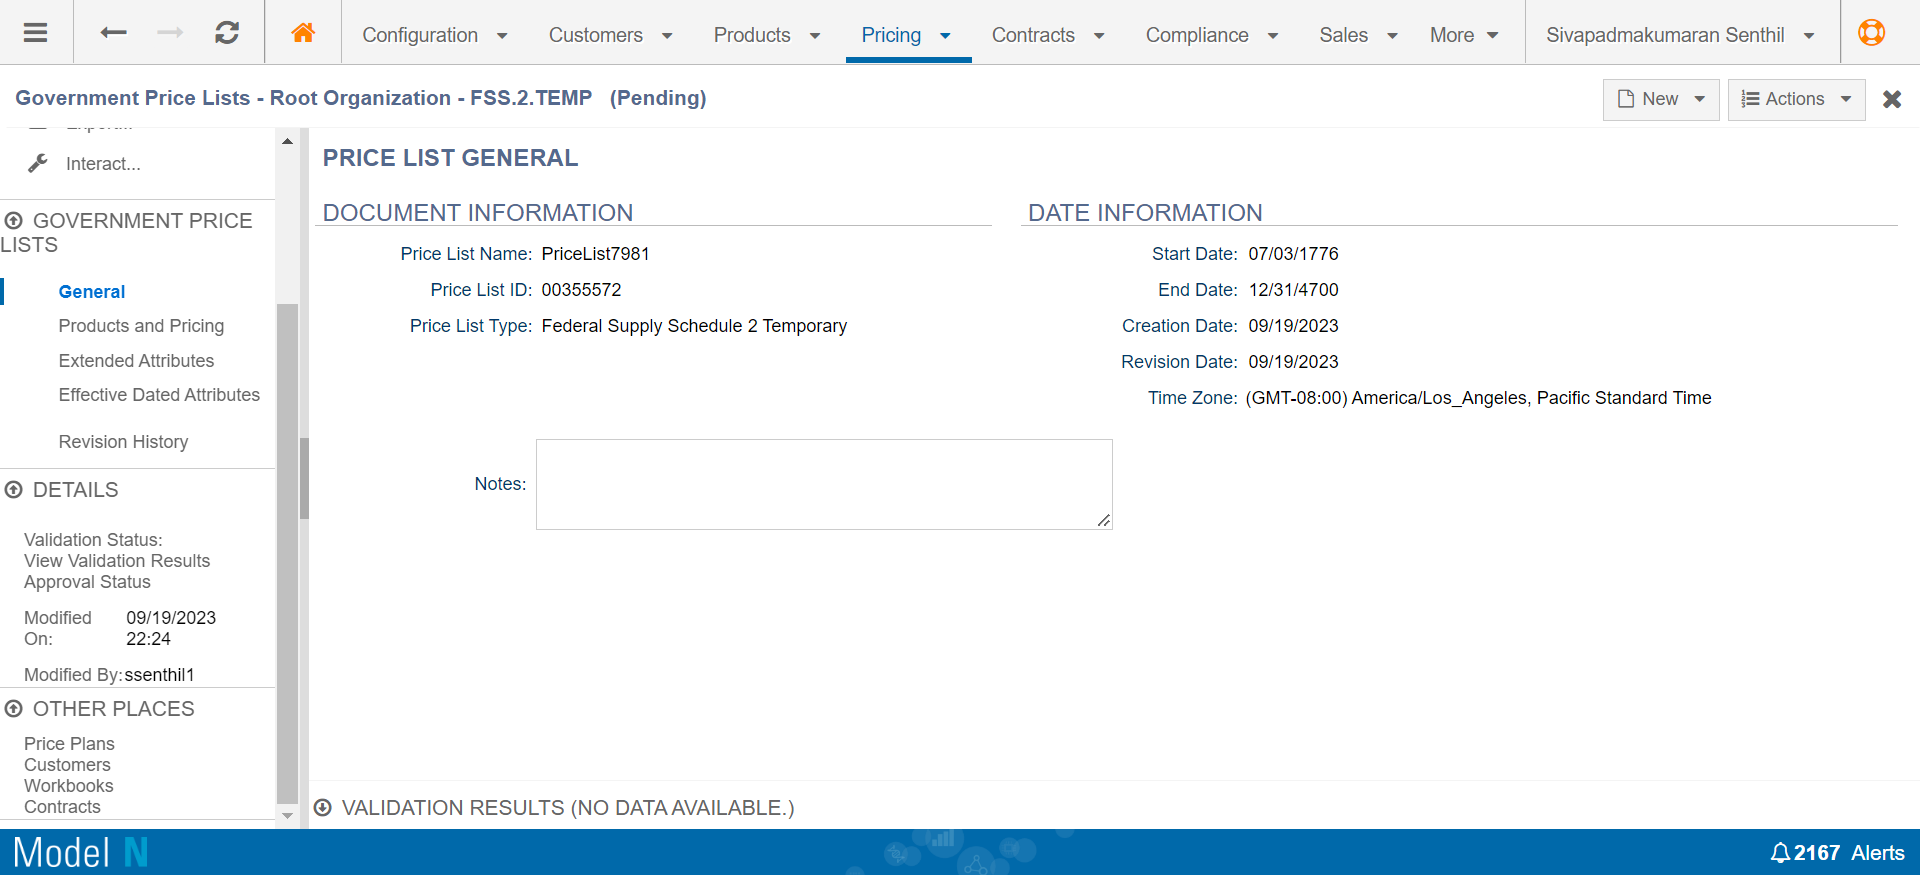 Configuration Customers Products Pricing Contracts Compliance Sales More Sivapadmakumaran Senthil
Government Price Lists - Root Organization - FSS.2.TEMP (Pending)
New Actions
Interact...
GOVERNMENT PRICE
LISTS
General
Products and Pricing
Extended Attributes
Effective Dated Attributes
Revision History
DETAILS
Validation Status:
View Validation Results
Approval Status
Modified 09/19/2023
On: 22:24
Modified By: ssenthil1
OTHER PLACES
Price Plans
Customers
Workbooks
Contracts
PRICE LIST GENERAL
DOCUMENT INFORMATION
Price List Name: PriceList7981
Price List ID: 00355572
Price List Type: Federal Supply Schedule 2 Temporary
DATE INFORMATION
Start Date: 07/03/1776
End Date: 12/31/4700
Creation Date: 09/19/2023
Revision Date: 09/19/2023
Time Zone: (GMT-08:00) America/Los_Angeles, Pacific Standard Time
Notes:
VALIDATION RESULTS (NO DATA AVAILABLE.)
Model N
2167 Alerts